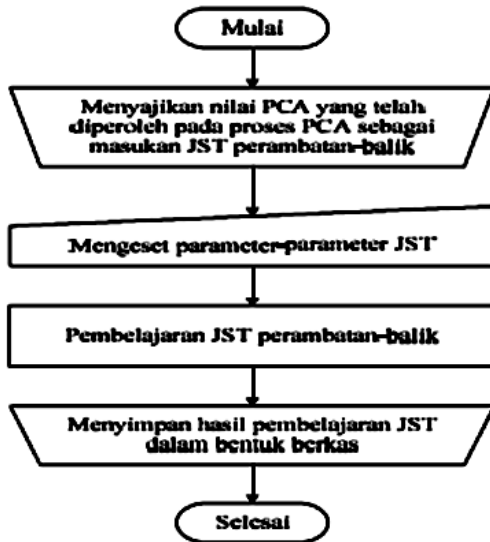 Mulai
Menyajikan nilai PCA yang telah
diperoleh pada proses PCA sebagai
masukan JST perambatan-balik
Mengeset parameter-parameter JST
Pembelajaran JST perambatan-balik
Menyimpan hasil pembelajaran JST
dalam bentuk berkas
Selesai